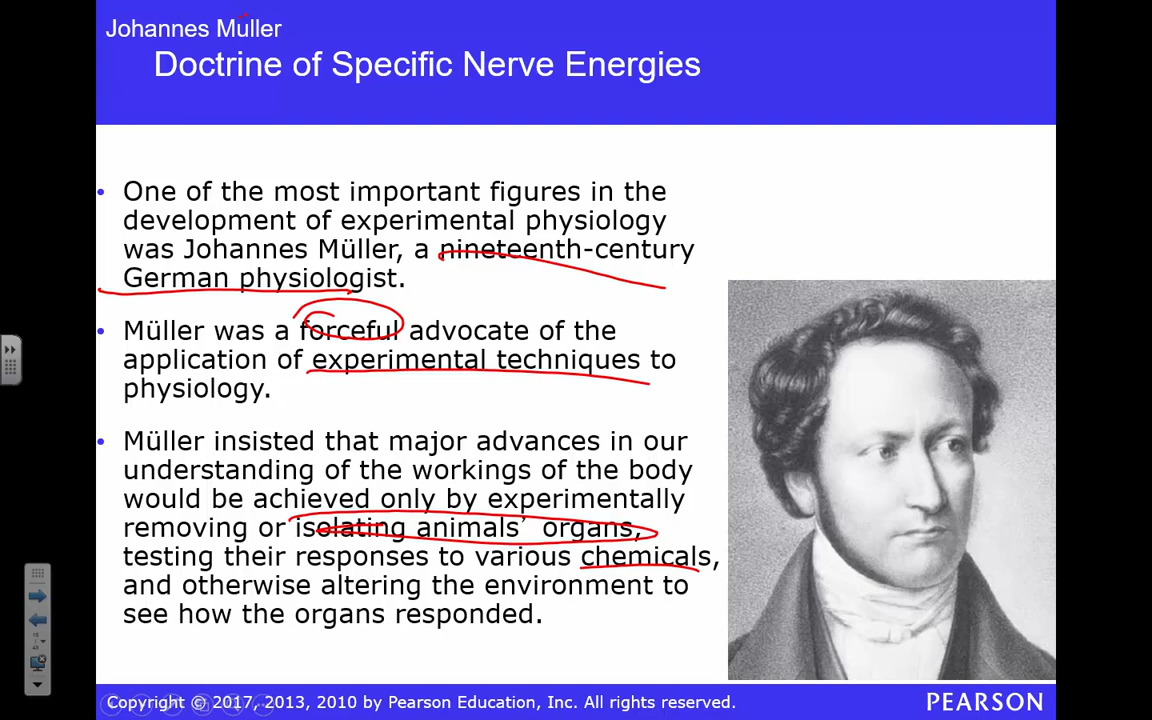 Johannes Müller
Doctrine of Specific Nerve Energies
• One of the most important figures in the
development of experimental physiology
was Johannes Müller, a nineteenth-century
German physiologist.
• Müller was a forceful advocate of the
application of experimental techniques to
physiology.
• Müller insisted that major advances in our
understanding of the workings of the body
would be achieved only by experimentally
removing or isolating animals’ organs,
testing their responses to various chemicals,
and otherwise altering the environment to
see how the organs responded.
Copyright © 2017, 2013, 2010 by Pearson Education, Inc. All rights reserved.
PEARSON